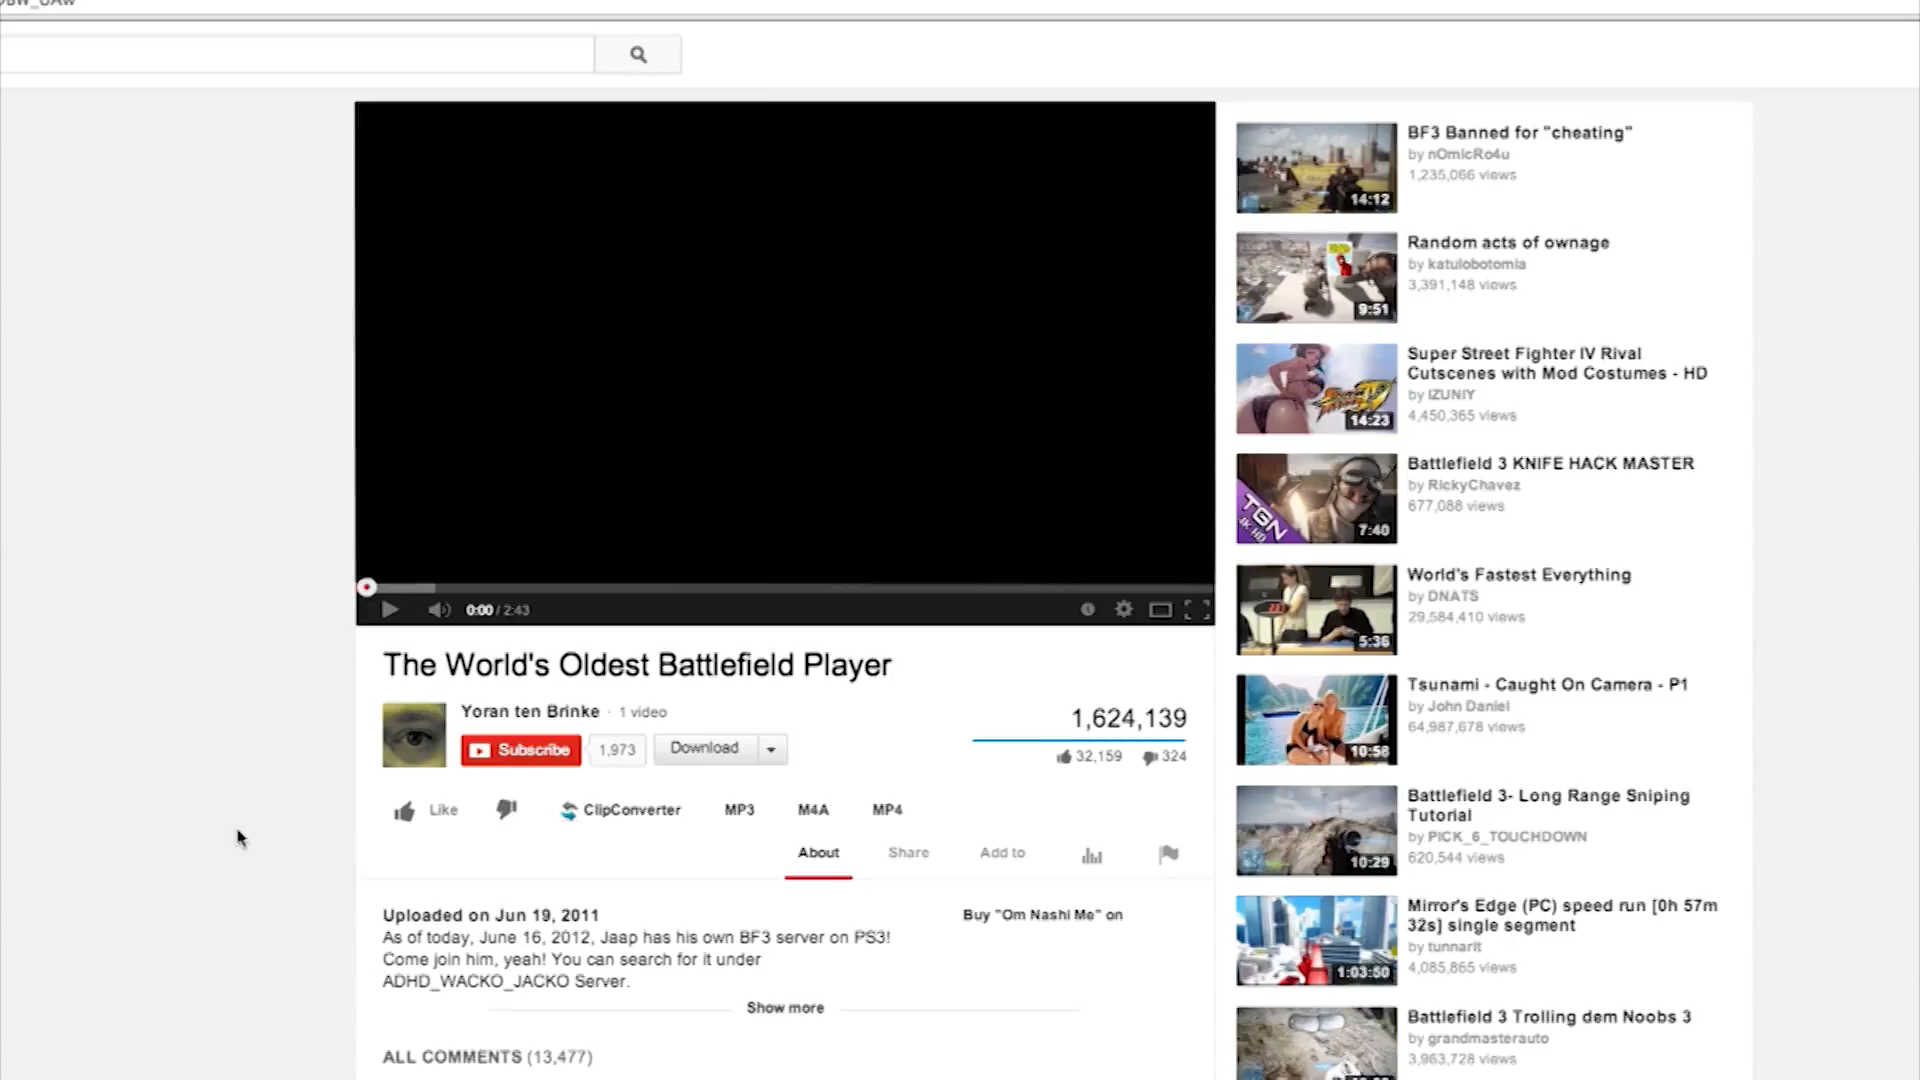 BF3 Banned for "cheating"
by nOmIcRo4u
1,235,066 views
14:12
Random acts of ownage
by katulobotomia
3,391,148 views
9:51
Super Street Fighter IV Rival
Cutscenes with Mod Costumes - HD
by IZUNIY
4,450,365 views
14:23
Battlefield 3 KNIFE HACK MASTER
by RickyChavez
677,088 views
TGN
7:40
0:00 / 2:43
World's Fastest Everything
by DNATS
29,584,410 views
5:36
The World's Oldest Battlefield Player
Yoran ten Brinke · 1 video
Subscribe 1,973 Download
1,624,139
32,159 324
Tsunami - Caught On Camera - P1
by John Daniel
64,987,678 views
10:58
Like ClipConverter MP3 M4A MP4
About Share Add to
Battlefield 3- Long Range Sniping
Tutorial
by PICK_6_TOUCHDOWN
620,544 views
10:29
Uploaded on Jun 19, 2011
As of today, June 16, 2012, Jaap has his own BF3 server on PS3!
Come join him, yeah! You can search for it under
ADHD_WACKO_JACKO Server.
Buy "Om Nashi Me" on
Show more
Mirror's Edge (PC) speed run [0h 57m
32s] single segment
by tunnarit
4,085,865 views
1:03:50
Battlefield 3 Trolling dem Noobs 3
by grandmasterauto
3,963,728 views
ALL COMMENTS (13,477)